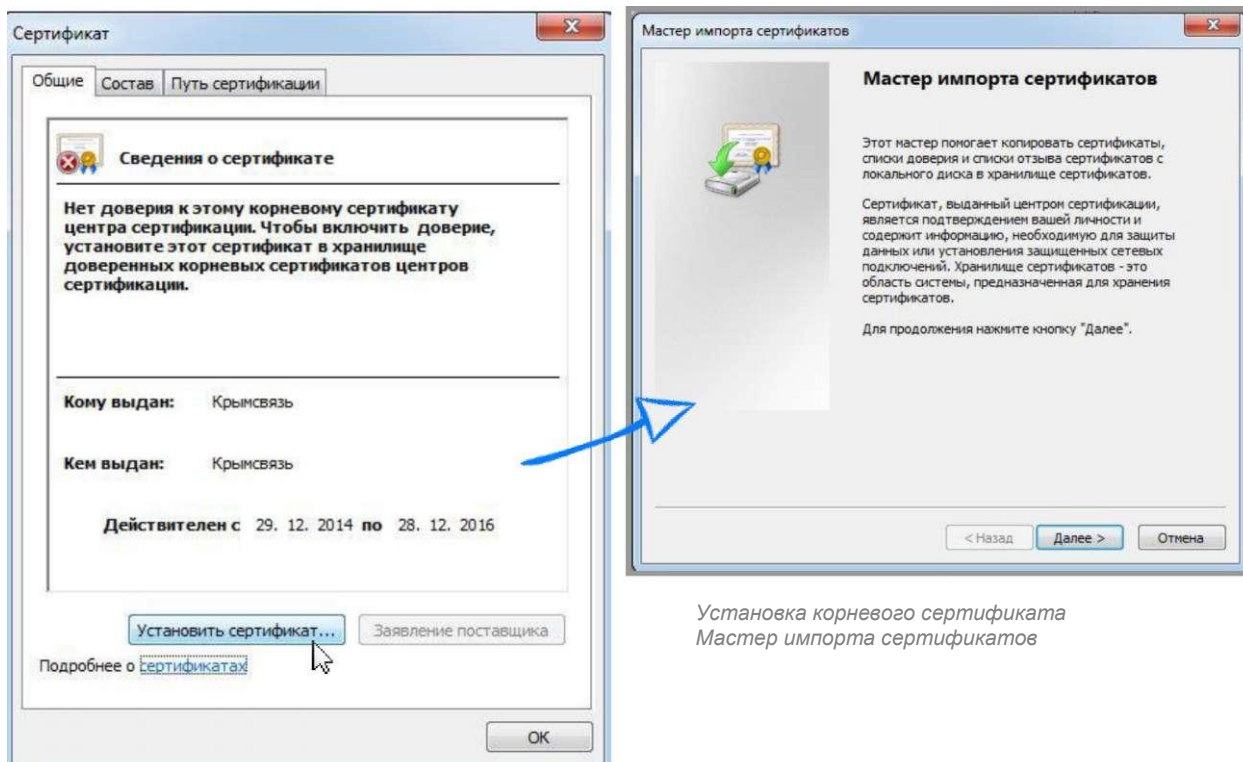 Сертификат
Общие
Состав
Путь сертификации
Сведения о сертификате
Нет доверия к этому корневому сертификату
центра сертификации. Чтобы включить доверие,
установите этот сертификат в хранилище
доверенных корневых сертификатов центров
сертификации.
Кому выдан: Крымсвязь
Кем выдан: Крымсвязь
Действителен с 29. 12. 2014 по 28. 12. 2016
Установить сертификат...
Заявление поставщика
Подробнее о сертификатах
ОК
Мастер импорта сертификатов
Мастер импорта сертификатов
Этот мастер помогает копировать сертификаты,
списки доверия и списки отзыва сертификатов с
локального диска в хранилище сертификатов.
Сертификат, выданный центром сертификации,
является подтверждением вашей личности и
содержит информацию, необходимую для защиты
данных или установления защищенных сетевых
подключений. Хранилище сертификатов - это
область системы, предназначенная для хранения
сертификатов.
Для продолжения нажмите кнопку "Далее".
< Назад
Далее >
Отмена
Установка корневого сертификата
Мастер импорта сертификатов